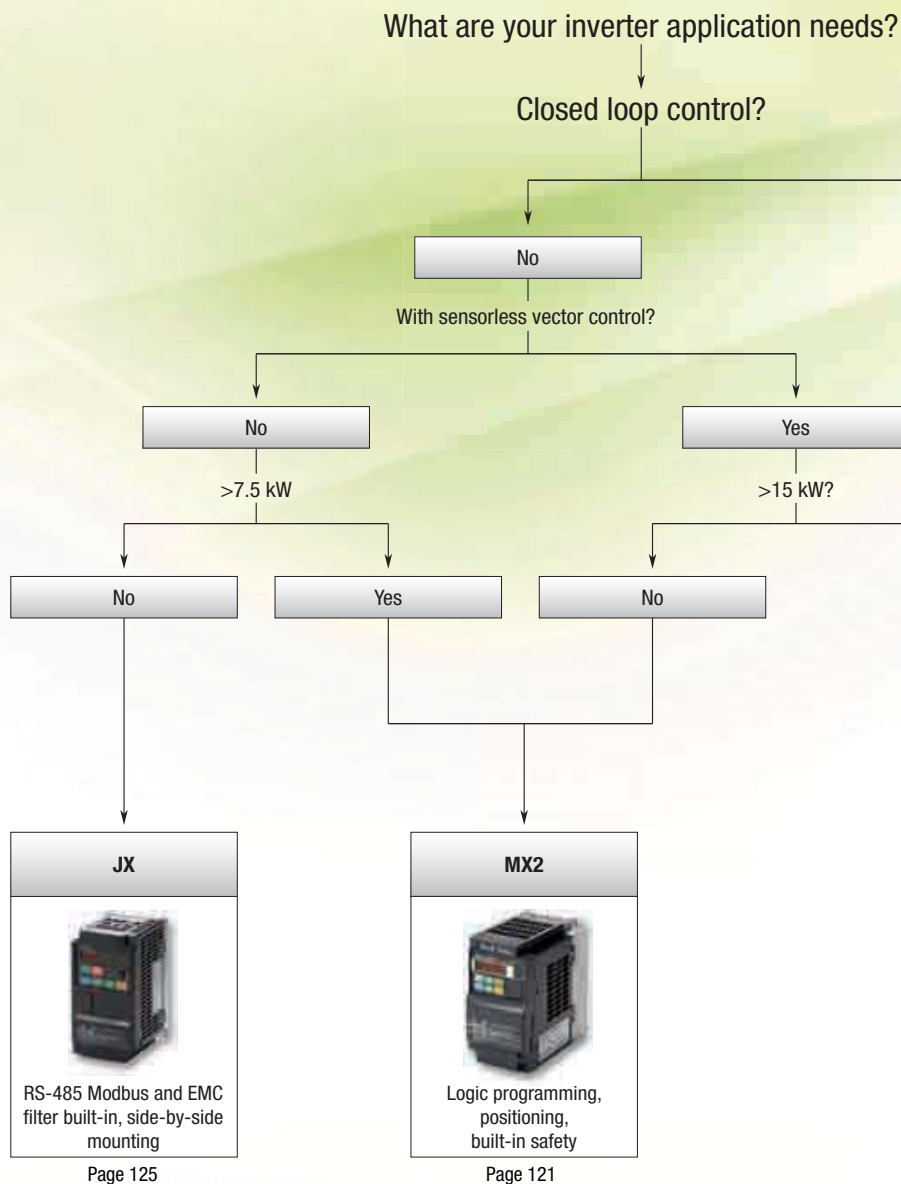 What are your inverter application needs?
Closed loop control?
No
With sensorless vector control?
No
Yes
>7.5 kW
>15 kW?
No
Yes
No
JX
MX2
RS-485 Modbus and EMC
filter built-in, side-by-side
mounting
Logic programming,
positioning,
built-in safety
Page 125
Page 121